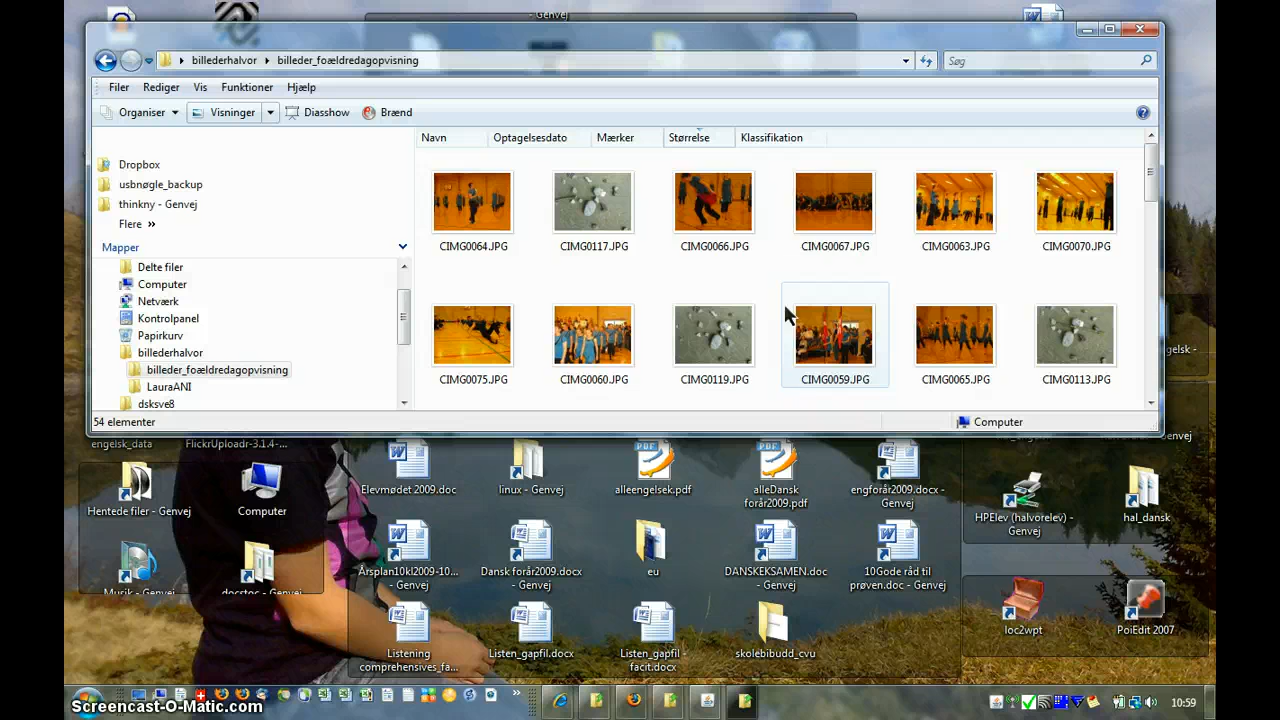 - Genvej
billederhalvor billeder_foældredagopvisning
Søg
Filer Rediger Vis Funktioner Hjælp
Organiser Visninger Diasshow Brænd
Navn Optagelsesdato Mærker Størrelse Klassifikation
Dropbox
usbnøgle_backup
thinkny - Genvej
Flere »
Mapper
Delte filer
Computer
Netværk
Kontrolpanel
Papirkurv
billederhalvor
billeder_foældredagopvisning
LauraANI
dsksve8
CIMG0064.JPG CIMG0117.JPG CIMG0066.JPG CIMG0067.JPG CIMG0063.JPG CIMG0070.JPG
CIMG0075.JPG CIMG0060.JPG CIMG0119.JPG CIMG0059.JPG CIMG0065.JPG CIMG0113.JPG
54 elementer
Computer
engelsk_data FlickrUploadr-3.1.4-...
engelsk -
Genvej
Hentede filer - Genvej
Computer
Elevmødet 2009.doc
linux - Genvej
alleengelsek.pdf
alleDansk
forår2009.pdf
engforår2009.docx -
Genvej
HPElev (halvorelev) -
Genvej
hal_dansk
Musik - Genvej
docstoc - Genvej
Årsplan10kl2009-10...
- Genvej
Dansk forår2009.docx
- Genvej
eu
DANSKEKSAMEN.doc
- Genvej
10Gode råd til
prøven.doc - Genvej
Listening
comprehensives_fa...
Listen_gapfil.docx
Listen_gapfil -
facit.docx
skolebibudd_cvu
loc2wpt
PoiEdit 2007
10:59
Screencast-O-Matic.com